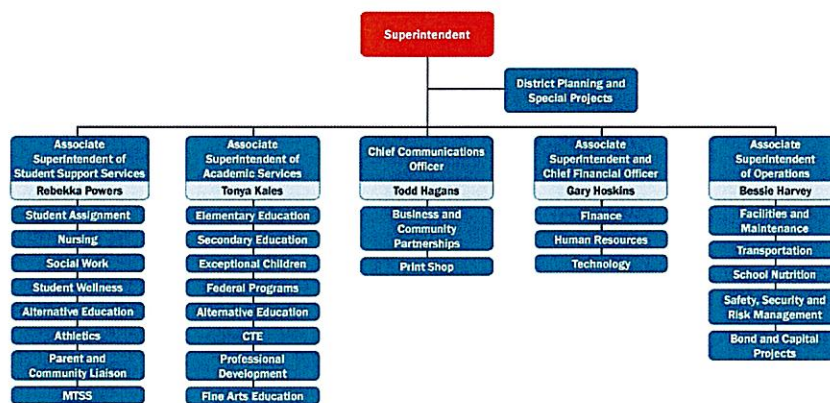 Superintendent
District Planning and
Special Projects
Associate
Superintendent of
Student Support Services
Rebekka Powers
Student Assignment
Nursing
Social Work
Student Wellness
Alternative Education
Athletics
Parent and
Community Liaison
MTSS
Associate
Superintendent of
Academic Services
Tonya Kales
Elementary Education
Secondary Education
Exceptional Children
Federal Programs
Alternative Education
CTE
Professional
Development
Fine Arts Education
Chief Communications
Officer
Todd Hagans
Business and
Community
Partnerships
Print Shop
Associate
Superintendent and
Chief Financial Officer
Gary Hoskins
Finance
Human Resources
Technology
Associate
Superintendent
of Operations
Bessie Harvey
Facilities and
Maintenance
Transportation
School Nutrition
Safety, Security and
Risk Management
Bond and Capital
Projects